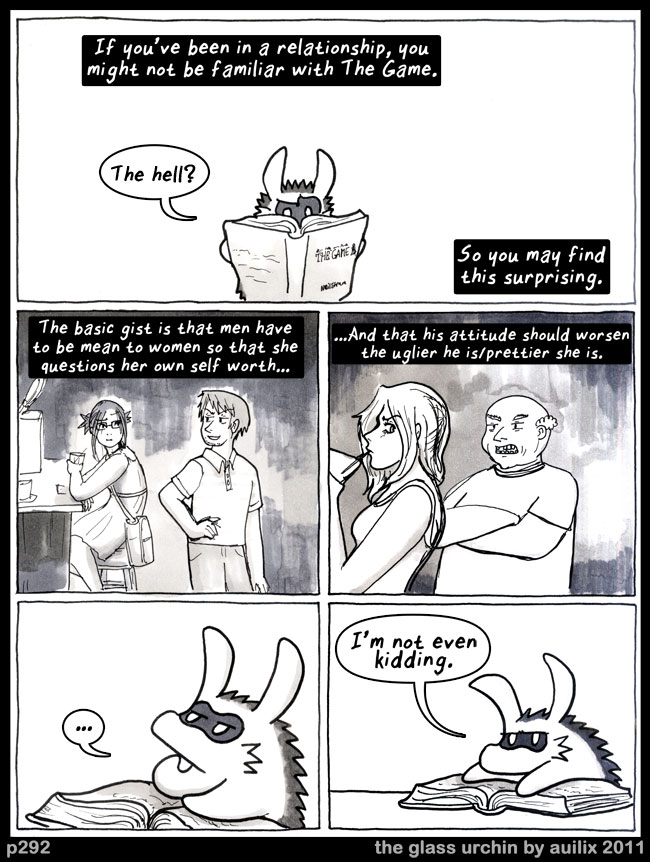 If you've been in a relationship, you
might not be familiar with The Game.
The hell?
THE GAME
So you may find
this surprising.
The basic gist is that men have
to be mean to women so that she
questions her own self worth...
...And that his attitude should worsen
the uglier he is/prettier she is.
...
I'm not even
kidding.
p292
the glass urchin by auilix 2011